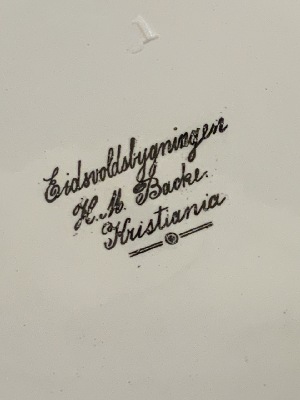 Eidsvoldsbygningen
H. M. Backe.
Kristiania